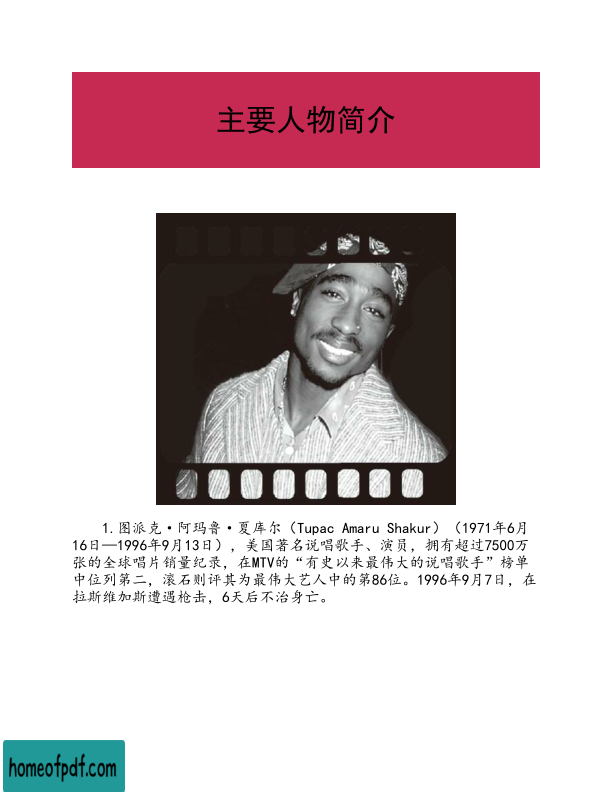 主要人物简介
1.图派克·阿玛鲁·夏库尔（Tupac Amaru Shakur）（1971年6月
16日—1996年9月13日），美国著名说唱歌手、演员，拥有超过7500万
张的全球唱片销量纪录，在MTV的“有史以来最伟大的说唱歌手”榜单
中位列第二，滚石则评其为最伟大艺人中的第86位。1996年9月7日，在
拉斯维加斯遭遇枪击，6天后不治身亡。
homeofpdf.com